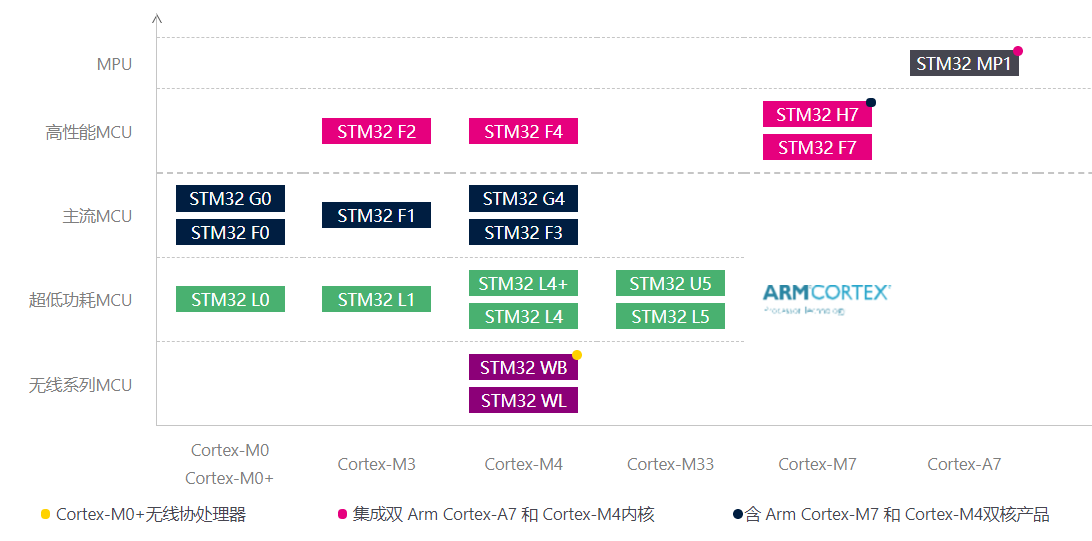 MPU
STM32 MP1
高性能MCU
STM32 F2
STM32 F4
STM32 H7
STM32 F7
主流MCU
STM32 G0
STM32 F0
STM32 F1
STM32 G4
STM32 F3
超低功耗MCU
STM32 L0
STM32 L1
STM32 L4+
STM32 L4
STM32 U5
STM32 L5
ARMCORTEX
Processor Technology
无线系列MCU
STM32 WB
STM32 WL
Cortex-M0
Cortex-M0+
Cortex-M3
Cortex-M4
Cortex-M33
Cortex-M7
Cortex-A7
Cortex-M0+无线协处理器
集成双 Arm Cortex-A7 和 Cortex-M4内核
含 Arm Cortex-M7 和 Cortex-M4双核产品